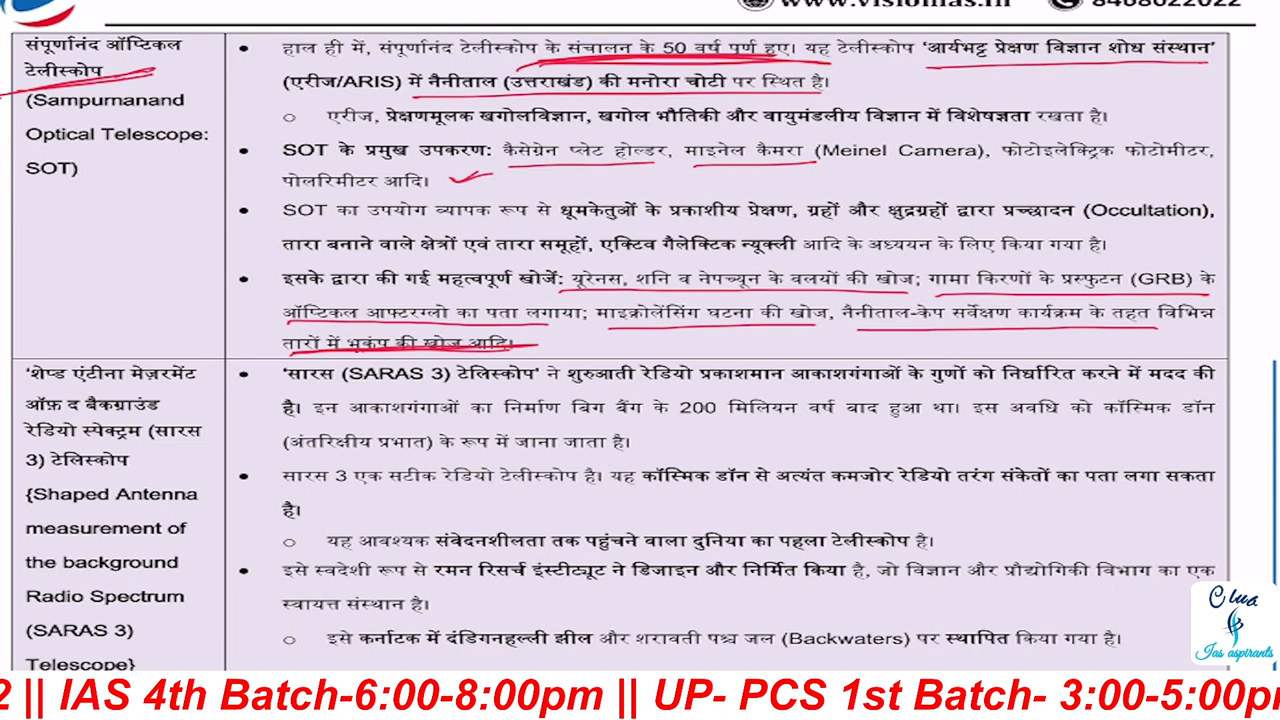 www.visionias.in
8468022022
संपूर्णानंद ऑप्टिकल
टेलीस्कोप
(Sampurnanand
Optical Telescope:
SOT)
हाल ही में, संपूर्णानंद टेलीस्कोप के संचालन के 50 वर्ष पूर्ण हुए। यह टेलीस्कोप ‘आर्यभट्ट प्रेक्षण विज्ञान शोध संस्थान’
(एरीज/ARIS) में नैनीताल (उत्तराखंड) की मनोरा चोटी पर स्थित है।
एरीज, प्रेक्षणमूलक खगोलविज्ञान, खगोल भौतिकी और वायुमंडलीय विज्ञान में विशेषज्ञता रखता है।
SOT के प्रमुख उपकरण: कैसेग्रेन प्लेट होल्डर, माइनेल कैमरा (Meinel Camera), फोटोइलेक्ट्रिक फोटोमीटर,
पोलरिमीटर आदि।
SOT का उपयोग व्यापक रूप से धूमकेतुओं के प्रकाशीय प्रेक्षण, ग्रहों और क्षुद्रग्रहों द्वारा प्रच्छादन (Occultation),
तारा बनाने वाले क्षेत्रों एवं तारा समूहों, एक्टिव गैलेक्टिक न्यूक्ली आदि के अध्ययन के लिए किया गया है।
इसके द्वारा की गई महत्वपूर्ण खोजें: यूरेनस, शनि व नेपच्यून के वलयों की खोज; गामा किरणों के प्रस्फुटन (GRB) के
ऑप्टिकल आफ्टरग्लो का पता लगाया; माइक्रोलेंसिंग घटना की खोज, नैनीताल-केप सर्वेक्षण कार्यक्रम के तहत विभिन्न
तारों में भूकंप की खोज आदि।
‘शेप्ड एंटीना मेज़रमेंट
ऑफ़ द बैकग्राउंड
रेडियो स्पेक्ट्रम (सारस
3) टेलिस्कोप
{Shaped Antenna
measurement of
the background
Radio Spectrum
(SARAS 3)
Telescope}
‘सारस (SARAS 3) टेलिस्कोप’ ने शुरुआती रेडियो प्रकाशमान आकाशगंगाओं के गुणों को निर्धारित करने में मदद की
है। इन आकाशगंगाओं का निर्माण बिग बैंग के 200 मिलियन वर्ष बाद हुआ था। इस अवधि को कॉस्मिक डॉन
(अंतरिक्षीय प्रभात) के रूप में जाना जाता है।
सारस 3 एक सटीक रेडियो टेलीस्कोप है। यह कॉस्मिक डॉन से अत्यंत कमजोर रेडियो तरंग संकेतों का पता लगा सकता
है।
यह आवश्यक संवेदनशीलता तक पहुंचने वाला दुनिया का पहला टेलीस्कोप है।
इसे स्वदेशी रूप से रमन रिसर्च इंस्टीट्यूट ने डिजाइन और निर्मित किया है, जो विज्ञान और प्रौद्योगिकी विभाग का एक
स्वायत्त संस्थान है।
इसे कर्नाटक में दंडिगनहल्ली झील और शरावती पश्च जल (Backwaters) पर स्थापित किया गया है।
Clue
Ias aspirants
2 || IAS 4th Batch-6:00-8:00pm || UP- PCS 1st Batch- 3:00-5:00pm